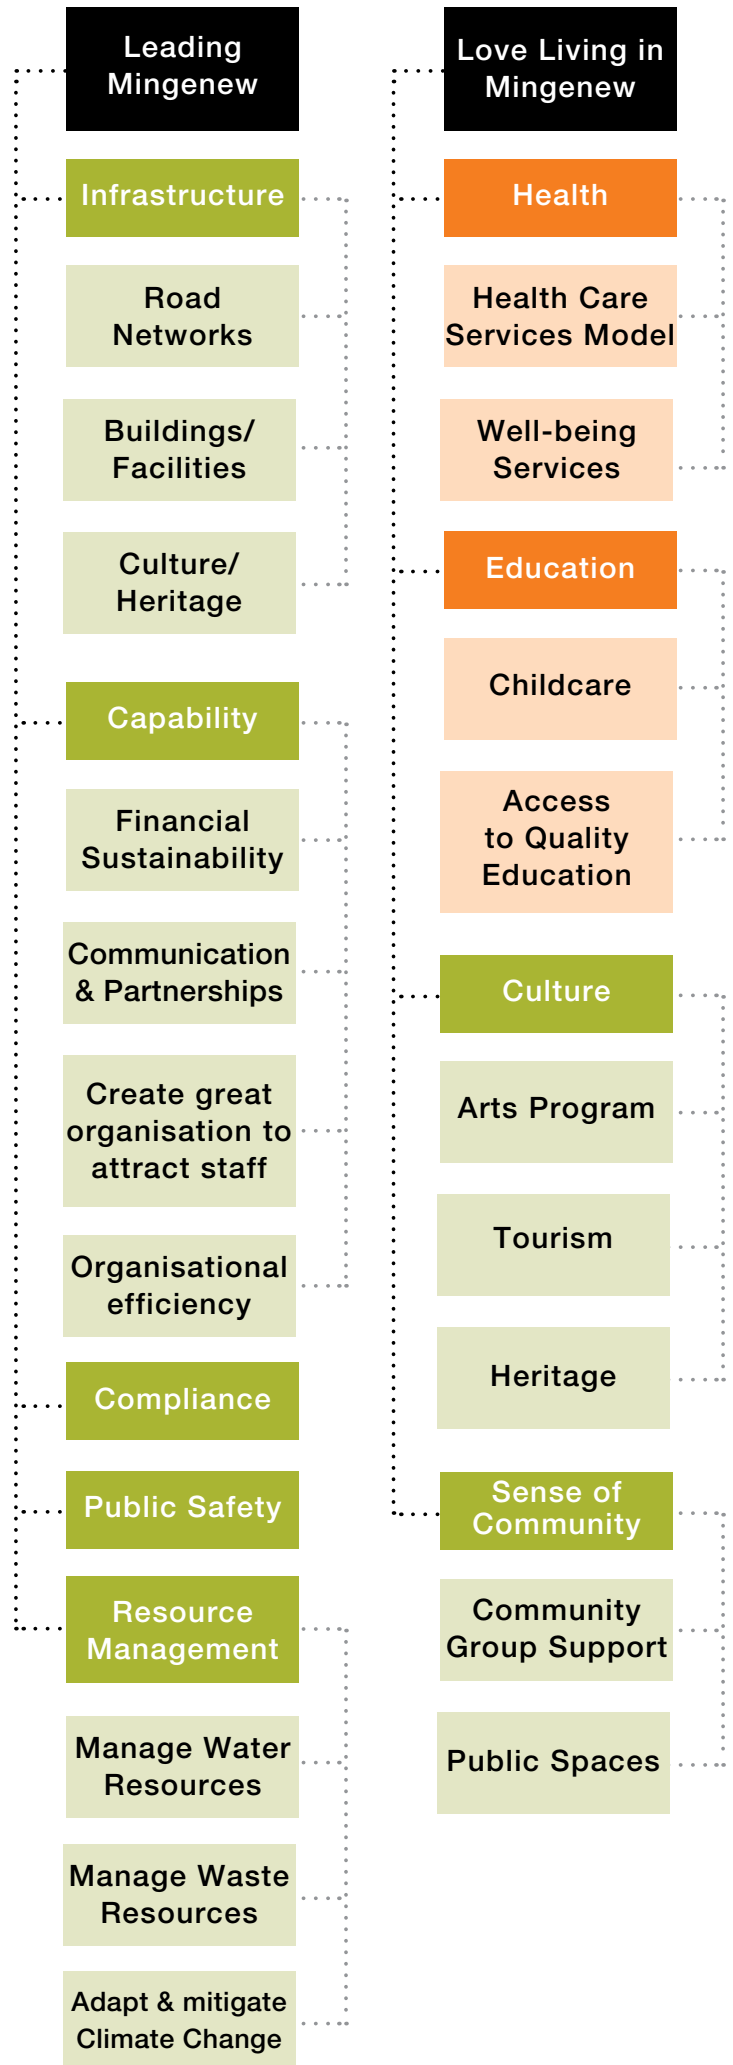 Leading
Mingenew
Infrastructure
Road
Networks
Buildings/
Facilities
Culture/
Heritage
Capability
Financial
Sustainability
Communication
& Partnerships
Create great
organisation to
attract staff
Organisational
efficiency
Compliance
Public Safety
Resource
Management
Manage Water
Resources
Manage Waste
Resources
Adapt & mitigate
Climate Change
Love Living in
Mingenew
Health
Health Care
Services Model
Well-being
Services
Education
Childcare
Access
to Quality
Education
Culture
Arts Program
Tourism
Heritage
Sense of
Community
Community
Group Support
Public Spaces